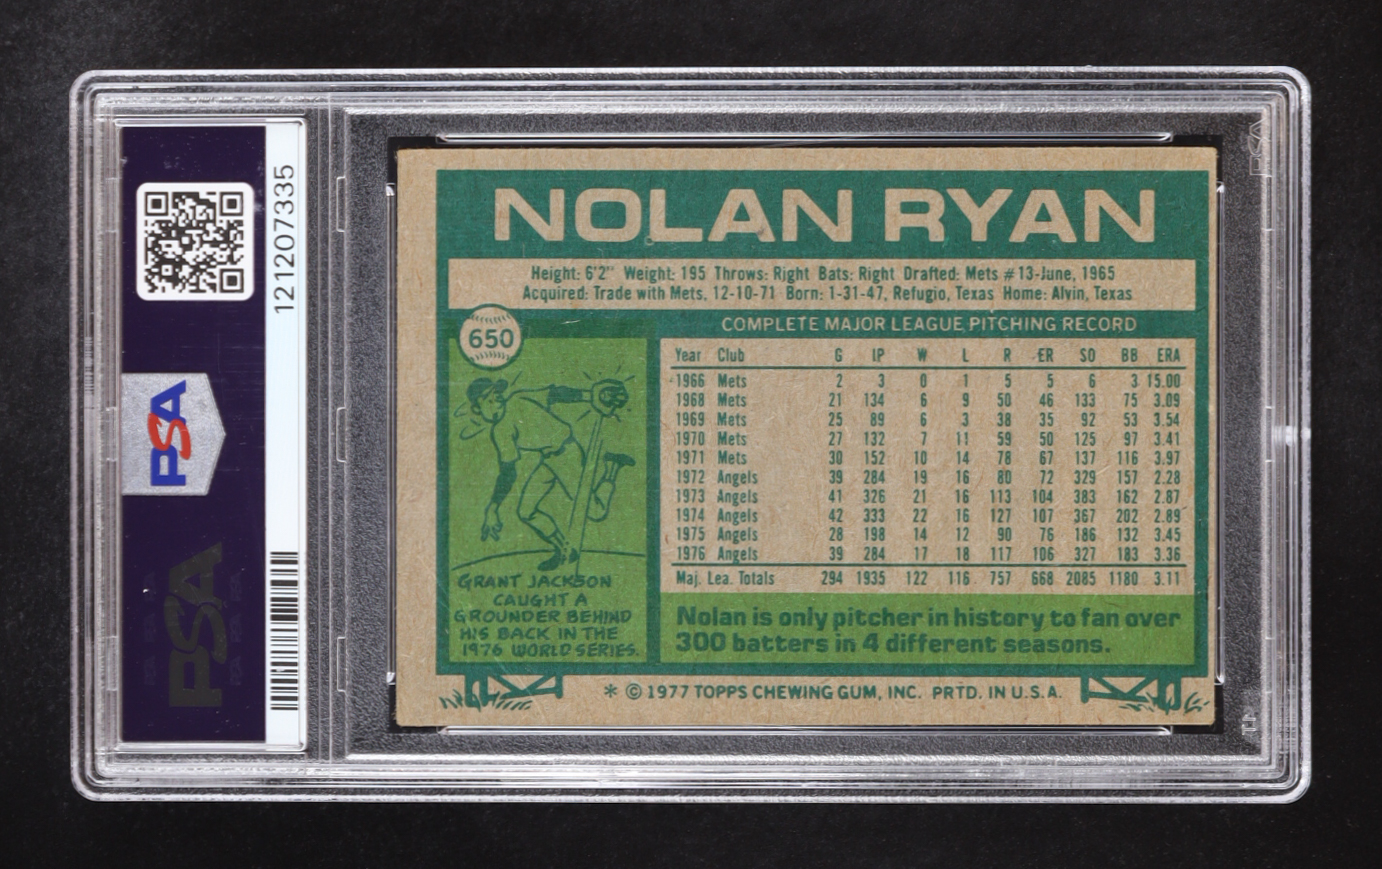 121207335
PSA
PSA
NOLAN RYAN
Height: 6'2" Weight: 195 Throws: Right Bats: Right Drafted: Mets #13-June, 1965
Acquired: Trade with Mets, 12-10-71 Born: 1-31-47, Refugio, Texas Home: Alvin, Texas
650
COMPLETE MAJOR LEAGUE PITCHING RECORD
Year Club G IP W L R ER SO BB ERA
1966 Mets 2 3 0 1 5 5 6 3 15.00
1968 Mets 21 134 6 9 50 46 133 75 3.09
1969 Mets 25 89 6 3 38 35 92 53 3.54
1970 Mets 27 132 7 11 59 50 125 97 3.41
1971 Mets 30 152 10 14 78 67 137 116 3.97
1972 Angels 39 284 19 16 80 72 329 157 2.28
1973 Angels 41 326 21 16 113 104 383 162 2.87
1974 Angels 42 333 22 16 127 107 367 202 2.89
1975 Angels 28 198 14 12 90 76 186 132 3.45
1976 Angels 39 284 17 18 117 106 327 183 3.36
Maj. Lea. Totals 294 1935 122 116 757 668 2085 1180 3.11
GRANT JACKSON
CAUGHT A
GROUNDER BEHIND
HIS BACK IN THE
1976 WORLD SERIES.
Nolan is only pitcher in history to fan over
300 batters in 4 different seasons.
* © 1977 TOPPS CHEWING GUM, INC. PRTD. IN U.S.A.
PSA